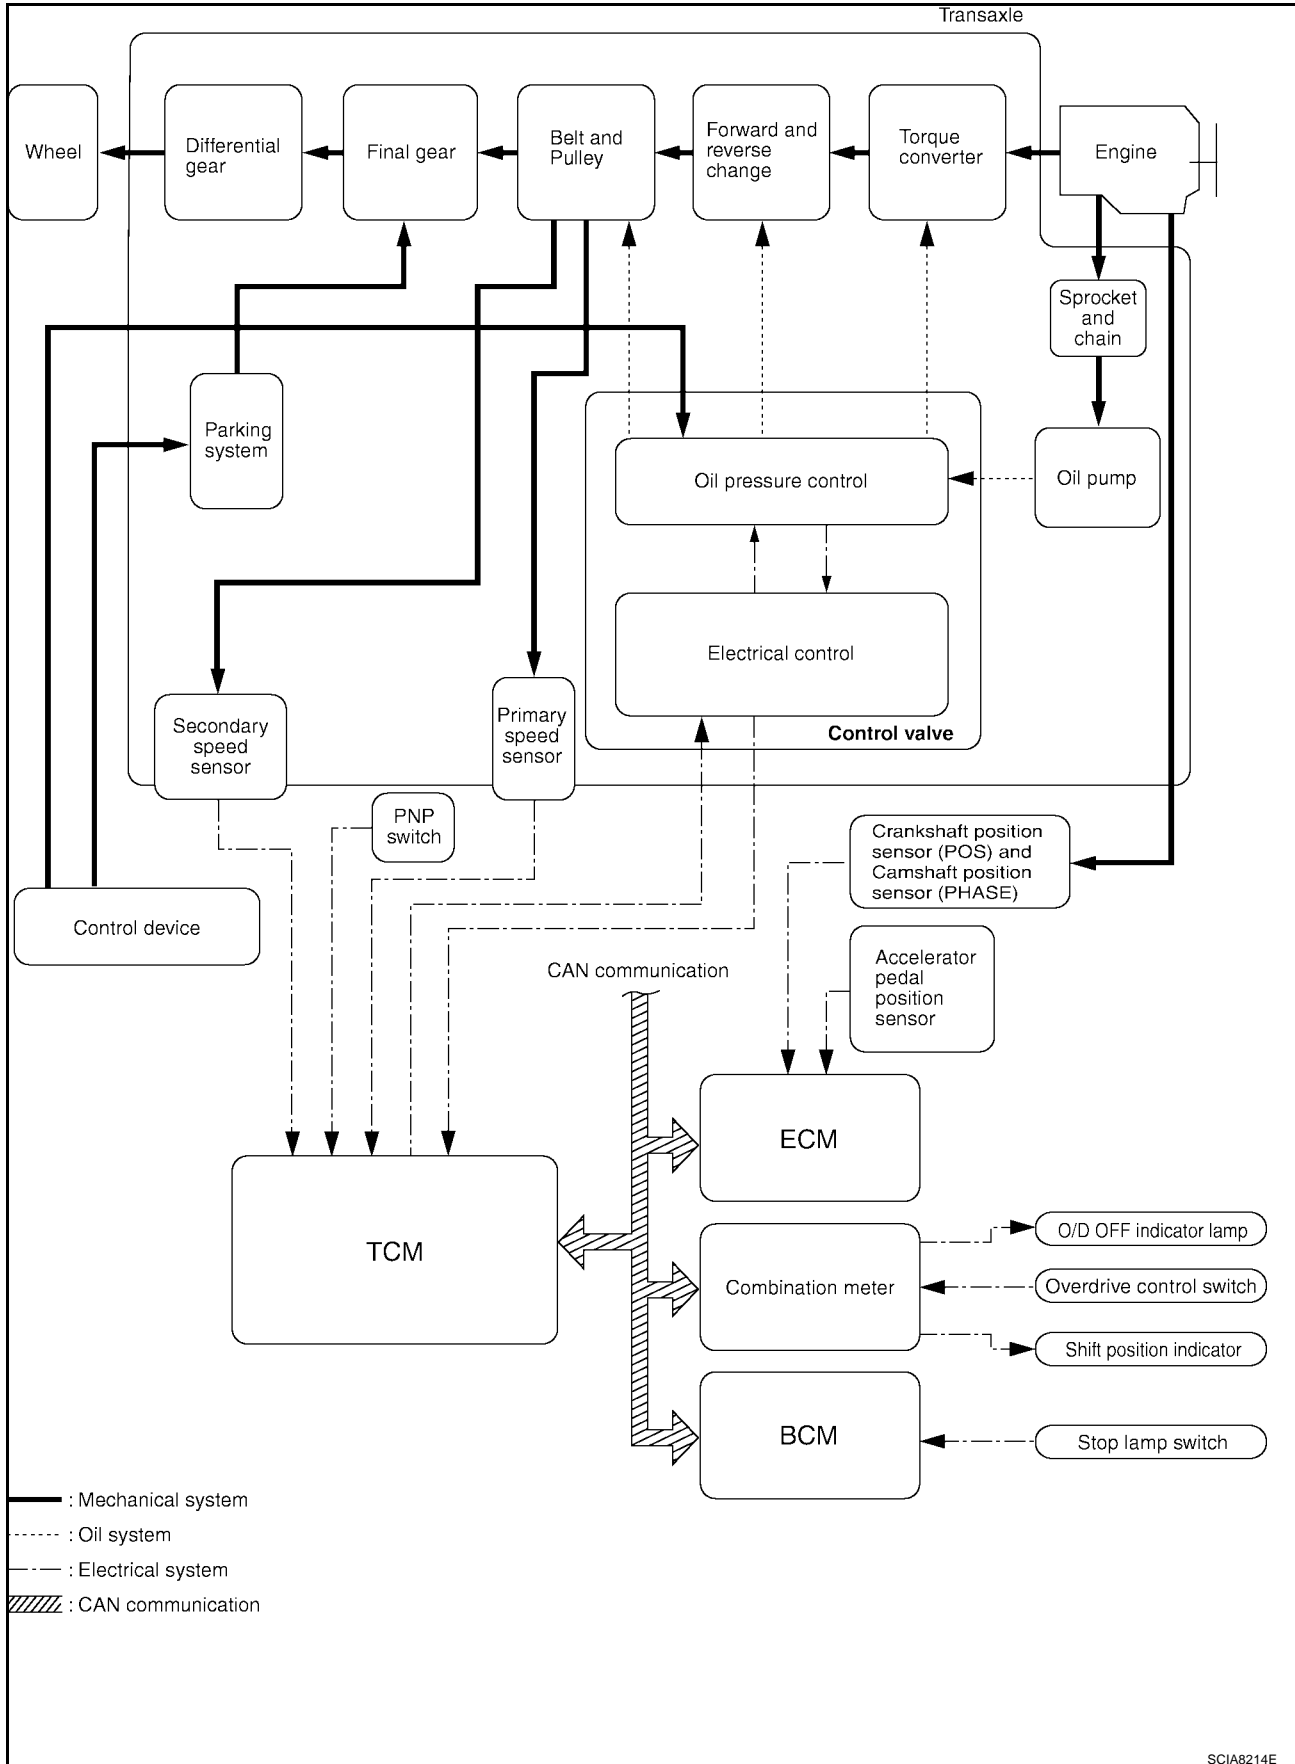 Transaxle
Wheel
Differential
gear
Final gear
Belt and
Pulley
Forward and
reverse
change
Torque
converter
Engine
Sprocket
and
chain
Parking
system
Oil pressure control
Oil pump
Electrical control
Control valve
Secondary
speed
sensor
Primary
speed
sensor
PNP
switch
Crankshaft position
sensor (POS) and
Camshaft position
sensor (PHASE)
Control device
CAN communication
Accelerator
pedal
position
sensor
ECM
TCM
O/D OFF indicator lamp
Combination meter
Overdrive control switch
Shift position indicator
BCM
Stop lamp switch
: Mechanical system
: Oil system
: Electrical system
: CAN communication
SCIA8214E